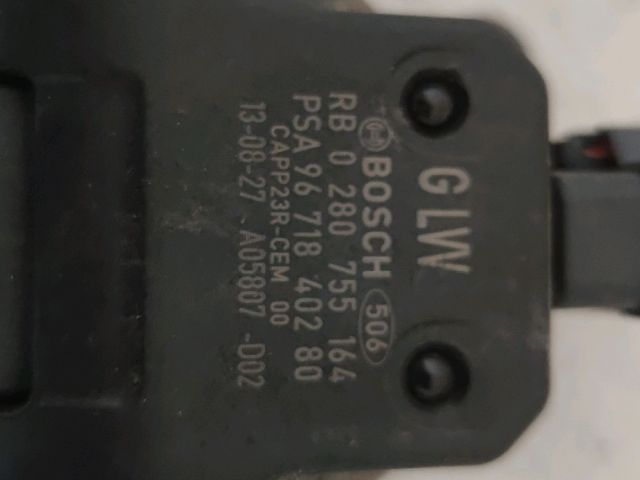 GLW
BOSCH 506
RB 0 280 755 164
PSA 96 718 402 80
CAPP23R-CEM 00
13-08-27 A05807 -D02